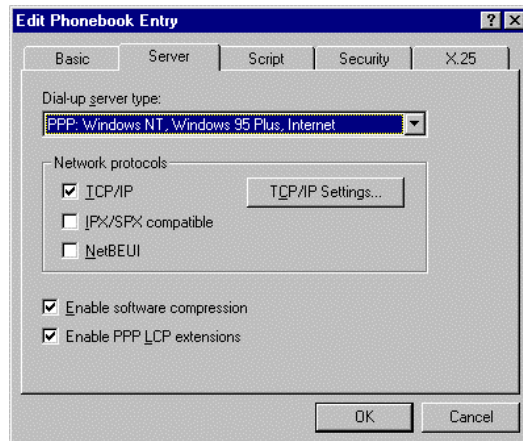 Edit Phonebook Entry
Basic Server Script Security X.25
Dial-up server type:
PPP: Windows NT, Windows 95 Plus, Internet
Network protocols
TCP/IP TCP/IP Settings...
IPX/SPX compatible
NetBEUI
Enable software compression
Enable PPP LCP extensions
OK Cancel